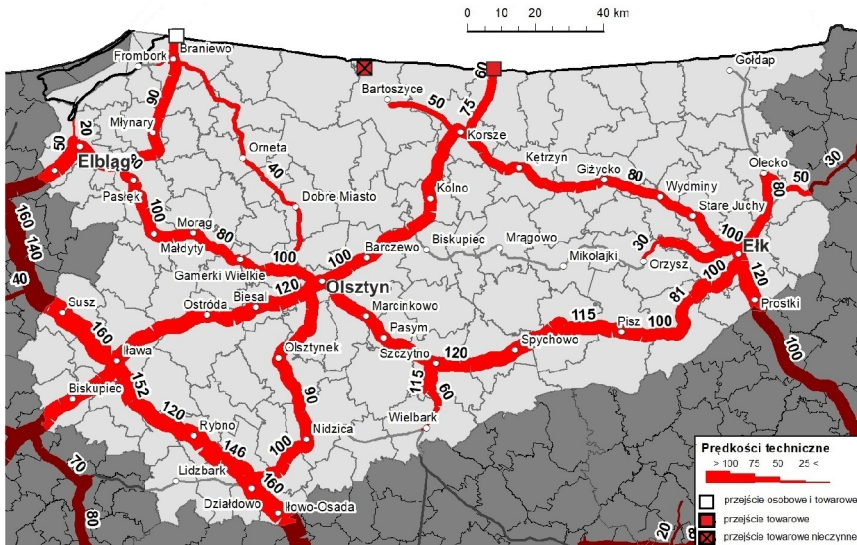 0 10 20 40 km
Frombork
Braniewo
60
Gołdap
Bartoszyce
50
75
90
Młynary
Korsze
50
20
Elbląg
80
Orneta
40
Kętrzyn
Giżycko
80
Olecko
50
30
80
Pasłęk
Dobre Miasto
Kolno
Wydminy
Stare Juchy
160
140
100
Morąg
80
Małdyty
100
100
Barczewo
Biskupiec
Mrągowo
30
100
Ełk
Mikołajki
Orzysz
100
40
Gamerki Wielkie
120
Olsztyn
81
120
Susz
Ostróda
Biesal
Marcinkowo
115
Prostki
160
Pasym
Pisz
100
Iława
Olsztynek
Szczytno
120
Spychowo
100
152
Biskupiec
90
115
60
120
Rybno
Wielbark
100
Nidzica
146
70
Lidzbark
160
80
Działdowo
Iłowo-Osada
20
Prędkości techniczne
> 100 75 50 25 <
przejście osobowe i towarowe
przejście towarowe
przejście towarowe nieczynne